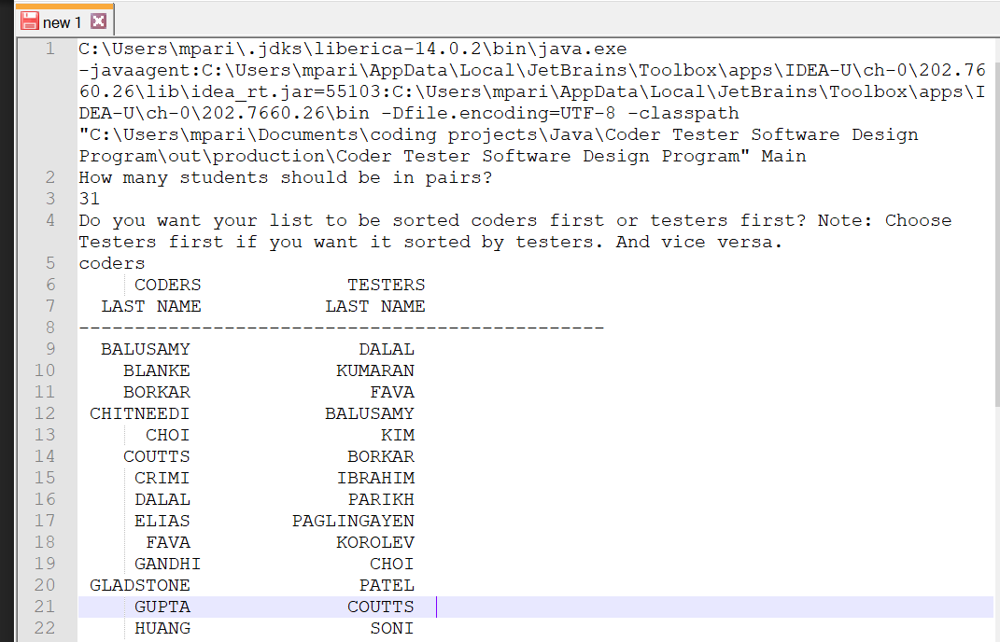 new 1
1 C:\Users\mpari\.jdks\liberica-14.0.2\bin\java.exe
-javaagent:C:\Users\mpari\AppData\Local\JetBrains\Toolbox\apps\IDEA-U\ch-0\202.76
60.26\lib\idea_rt.jar=55103:C:\Users\mpari\AppData\Local\JetBrains\Toolbox\apps\I
DEA-U\ch-0\202.7660.26\bin -Dfile.encoding=UTF-8 -classpath
"C:\Users\mpari\Documents\coding projects\Java\Coder Tester Software Design
Program\out\production\Coder Tester Software Design Program" Main
2 How many students should be in pairs?
3 31
4 Do you want your list to be sorted coders first or testers first? Note: Choose
Testers first if you want it sorted by testers. And vice versa.
5 coders
6 CODERS TESTERS
7 LAST NAME LAST NAME
8 -----------------------------------------------
9 BALUSAMY DALAL
10 BLANKE KUMARAN
11 BORKAR FAVA
12 CHITNEEDI BALUSAMY
13 CHOI KIM
14 COUTTS BORKAR
15 CRIMI IBRAHIM
16 DALAL PARIKH
17 ELIAS PAGLINGAYEN
18 FAVA KOROLEV
19 GANDHI CHOI
20 GLADSTONE PATEL
21 GUPTA COUTTS
22 HUANG SONI